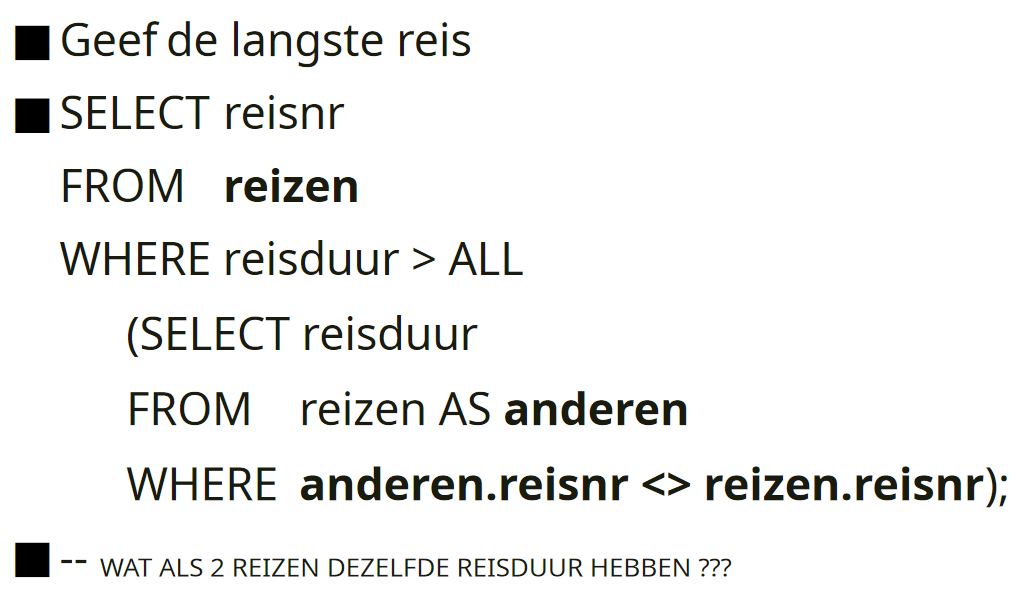 ■ Geef de langste reis
■ SELECT reisnr
FROM reizen
WHERE reisduur > ALL
(SELECT reisduur
FROM reizen AS anderen
WHERE anderen.reisnr <> reizen.reisnr);
■ -- WAT ALS 2 REIZEN DEZELFDE REISDUUR HEBBEN ???